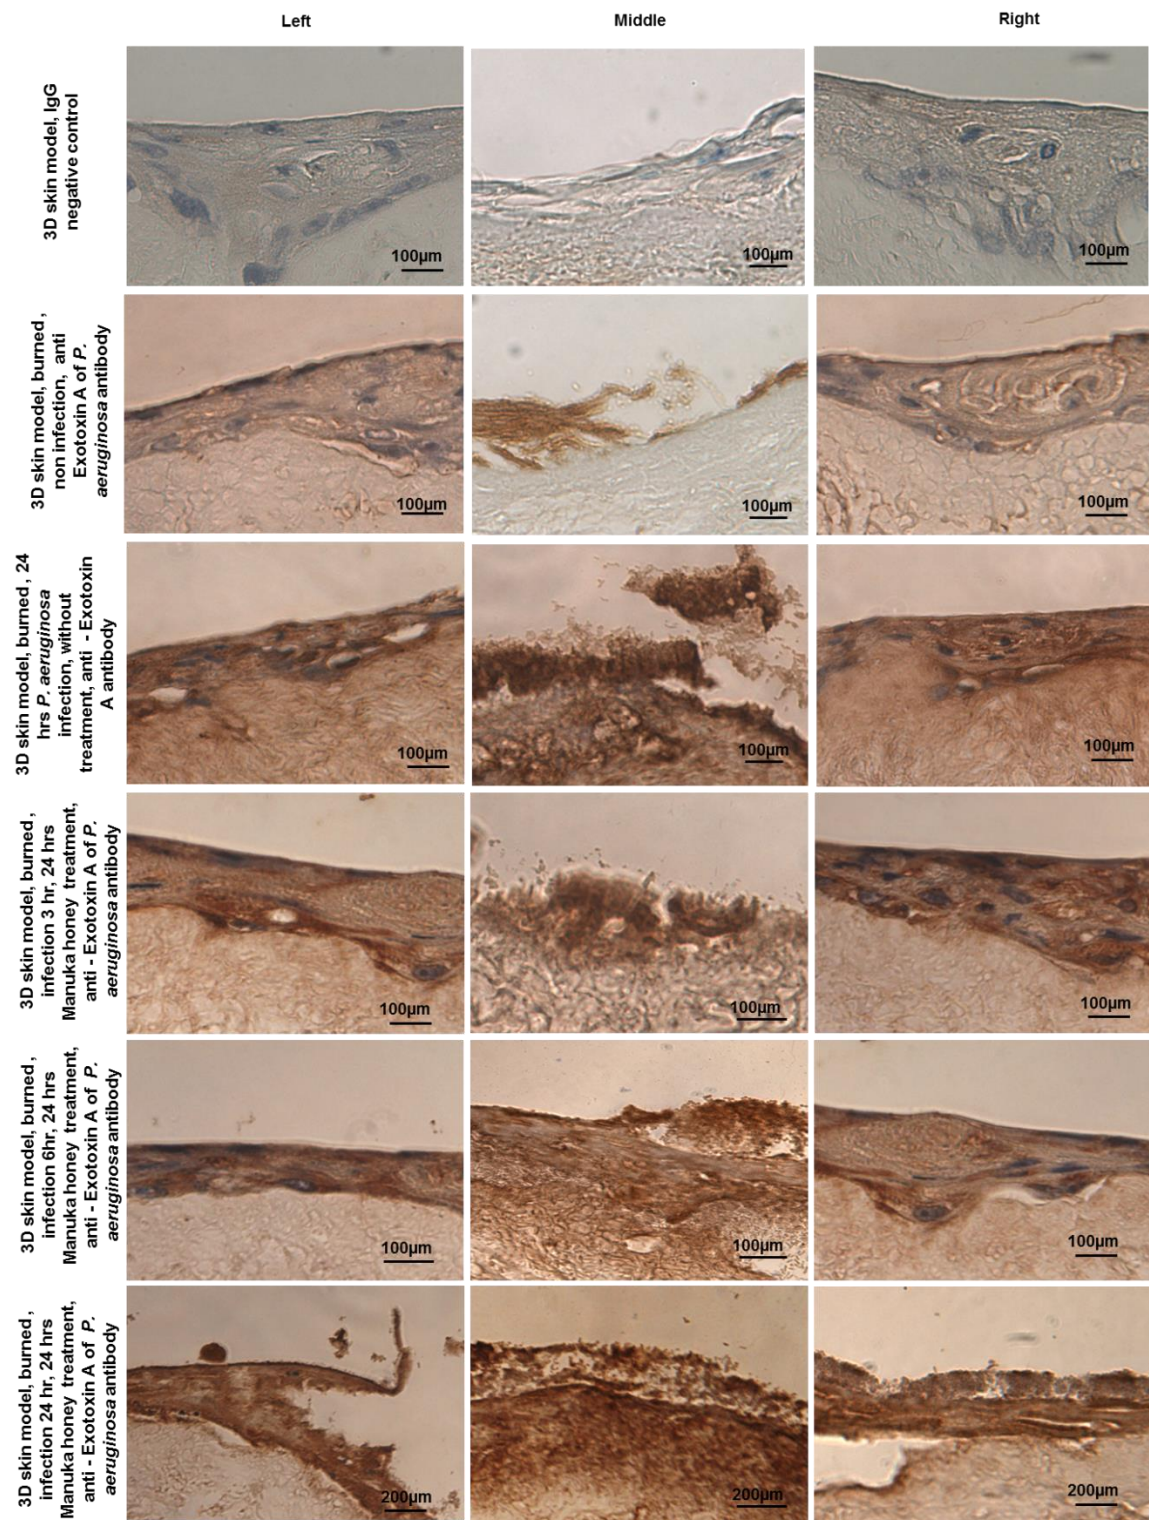 Left
Middle
Right
3D skin model, IgG
negative control
100µm
100µm
100µm
3D skin model, burned ,
non infection, anti
Exotoxin A of P.
aeruginosa antibody
100µm
100µm
100µm
3D skin model, burned , 24
hrs P. aeruginosa
infection, without
treatment, anti - Exotoxin
A antibody
100µm
100µm
100µm
3D skin model, burned ,
infection 3 hr, 24 hrs
Manuka honey treatment,
anti - Exotoxin A of P.
aeruginosa antibody
100µm
100µm
100µm
3D skin model, burned ,
infection 6hr, 24 hrs
Manuka honey treatment,
anti - Exotoxin A of P.
aeruginosa antibody
100µm
100µm
100µm
3D skin model, burned ,
infection 24 hr, 24 hrs
Manuka honey treatment,
anti - Exotoxin A of P.
aeruginosa antibody
200µm
200µm
200µm